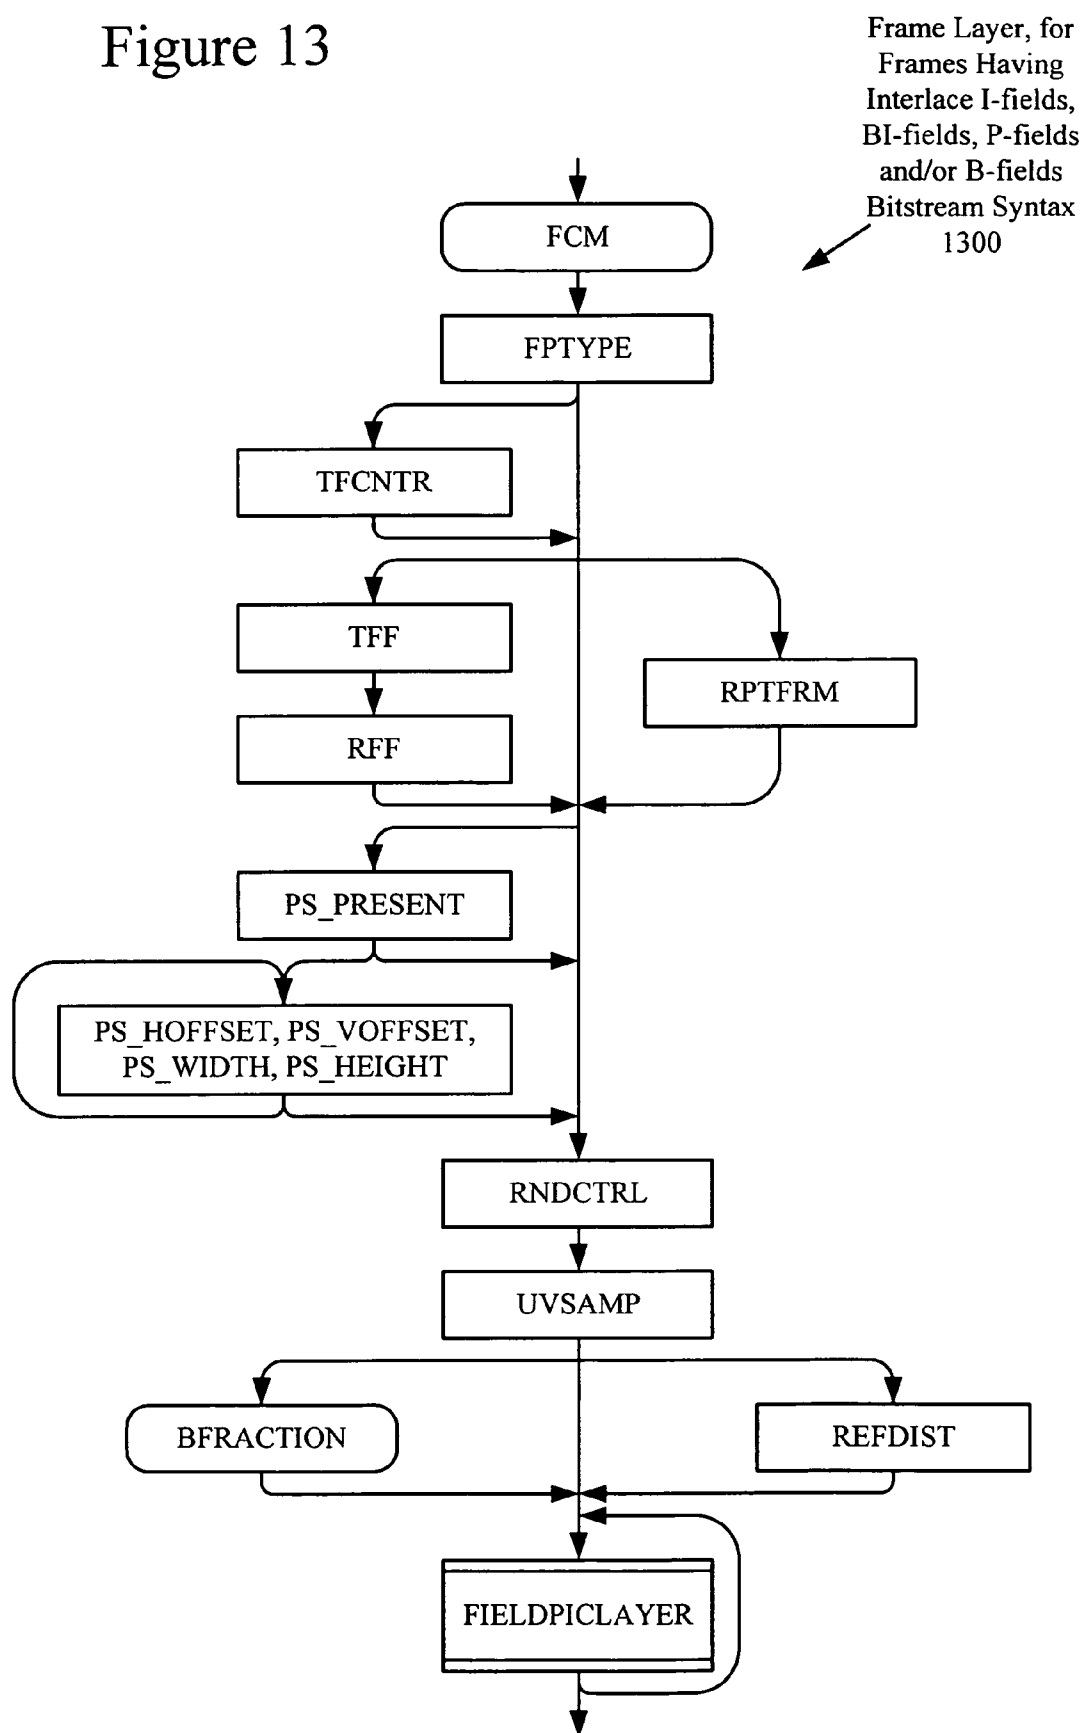 Figure 13
Frame Layer, for
Frames Having
Interlace I-fields,
BI-fields, P-fields
and/or B-fields
Bitstream Syntax
1300
FCM
FPTYPE
TFCNTR
TFF
RPTFRM
RFF
PS_PRESENT
PS_HOFFSET, PS_VOFFSET,
PS_WIDTH, PS_HEIGHT
RNDCTRL
UVSAMP
BFRACTION
REFDIST
FIELDPICLAYER